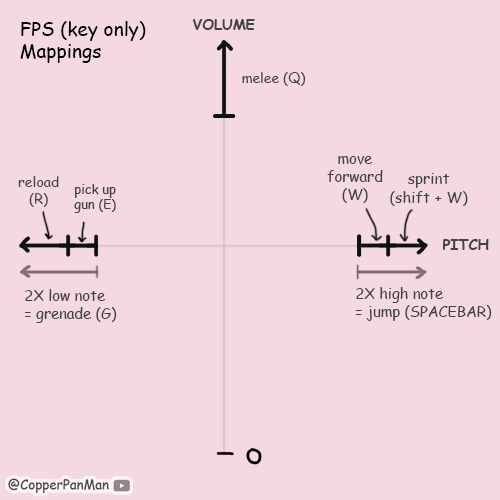 FPS (key only)
Mappings
VOLUME
melee (Q)
move
forward
(W)
sprint
(shift + W)
reload
(R)
pick up
gun (E)
PITCH
2X low note
= grenade (G)
2X high note
= jump (SPACEBAR)
0
@CopperPanMan